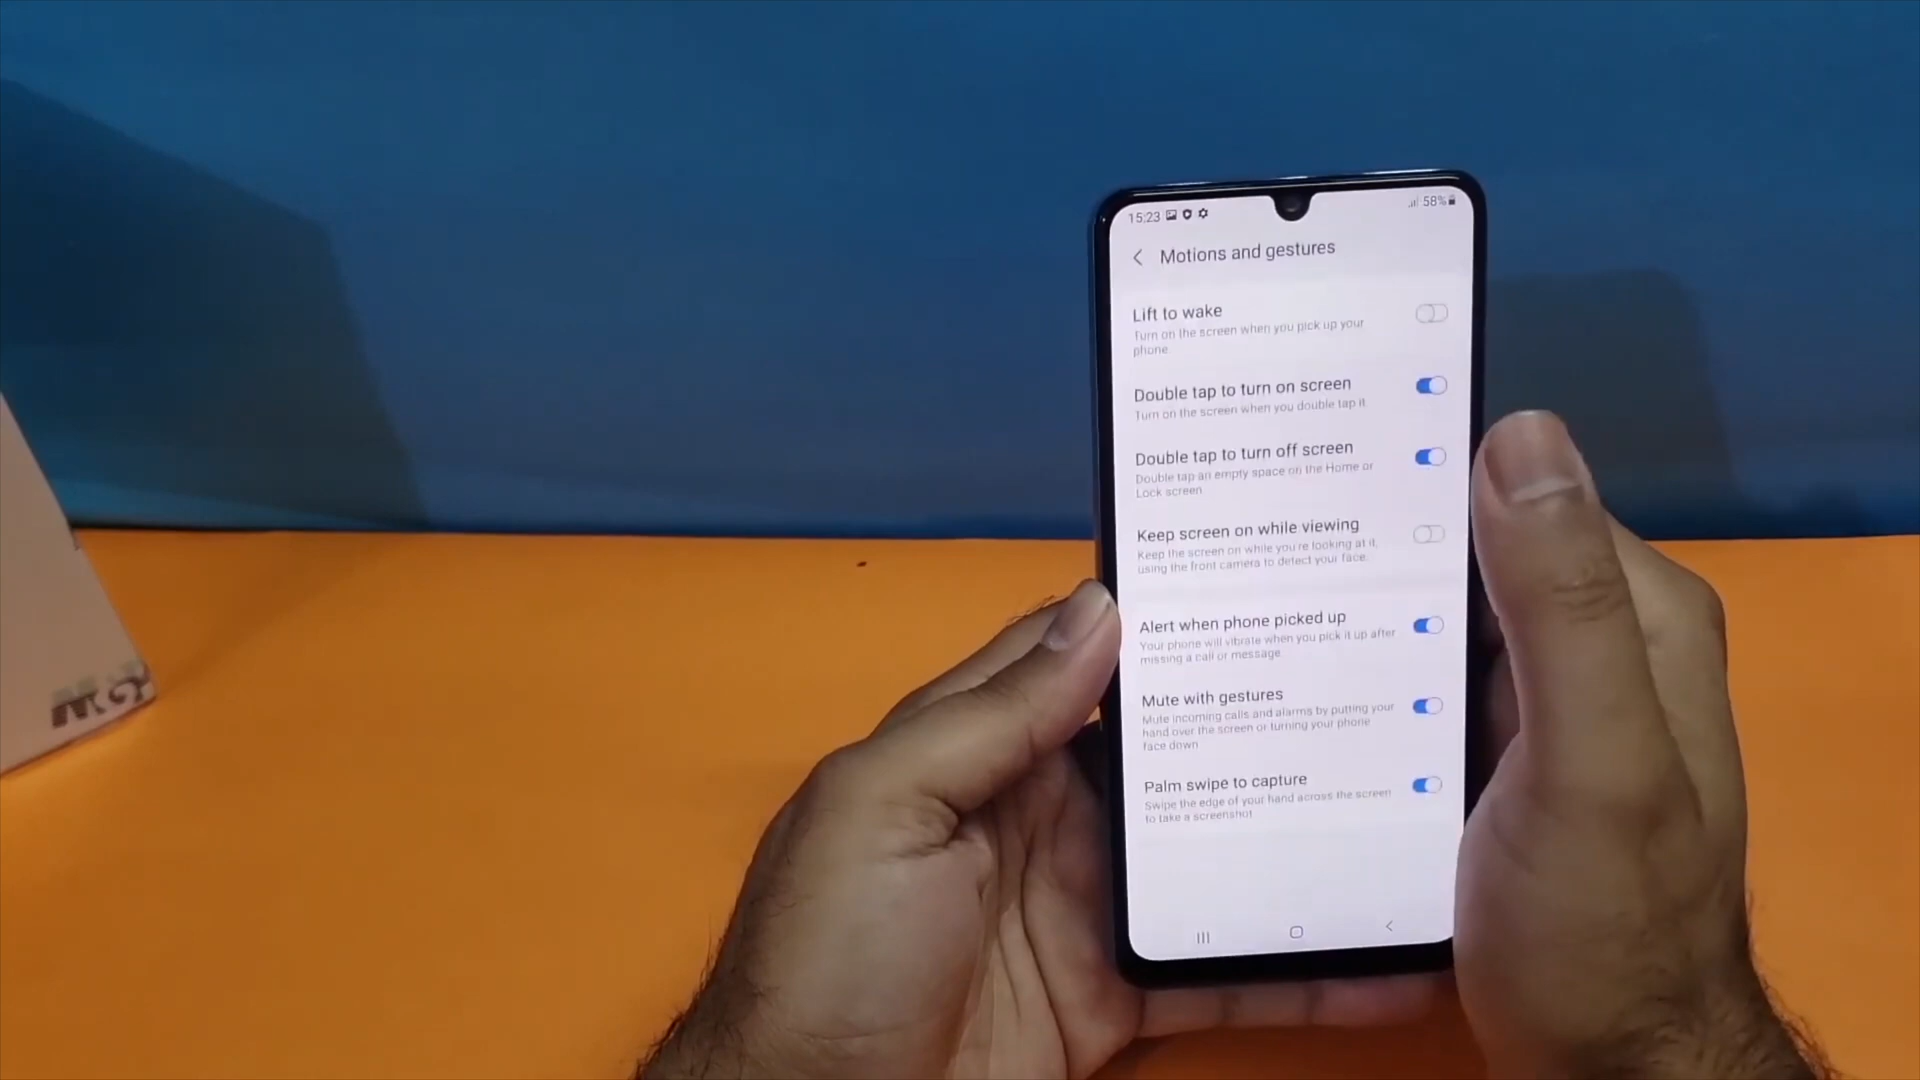 15:23
58%
Motions and gestures
Lift to wake
Turn on the screen when you pick up your
phone.
Double tap to turn on screen
Turn on the screen when you double tap it.
Double tap to turn off screen
Double tap an empty space on the Home or
Lock screen.
Keep screen on while viewing
Keep the screen on while you're looking at it,
using the front camera to detect your face.
Alert when phone picked up
Your phone will vibrate when you pick it up after
missing a call or message.
Mute with gestures
Mute incoming calls and alarms by putting your
hand over the screen or turning your phone
face down.
Palm swipe to capture
Swipe the edge of your hand across the screen
to take a screenshot.